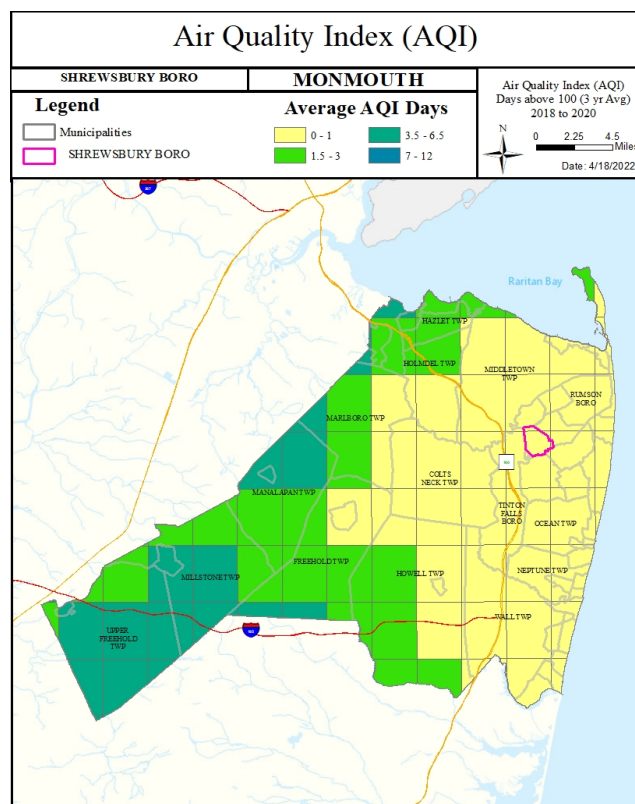 Air Quality Index (AQI)
SHREWSBURY BORO
MONMOUTH
Legend
Municipalities
SHREWSBURY BORO
Average AQI Days
0 - 1
3.5 - 6.5
1.5 - 3
7 - 12
Air Quality Index (AQI)
Days above 100 (3 yr Avg)
2018 to 2020
N
0 2.25 4.5
Miles
Date: 4/18/2022
Raritan Bay
HAZLET TWP
HOLMDEL TWP
MIDDLETOWN
TWP
RUMSON
BORO
MARLBORO TWP
COLTS
NECK TWP
MANALAPAN TWP
TINTON
FALLS
BORO
OCEAN TWP
FREEHOLD TWP
HOWELL TWP
NEPTUNE TWP
MILLSTONE TWP
WALL TWP
UPPER
FREEHOLD
TWP